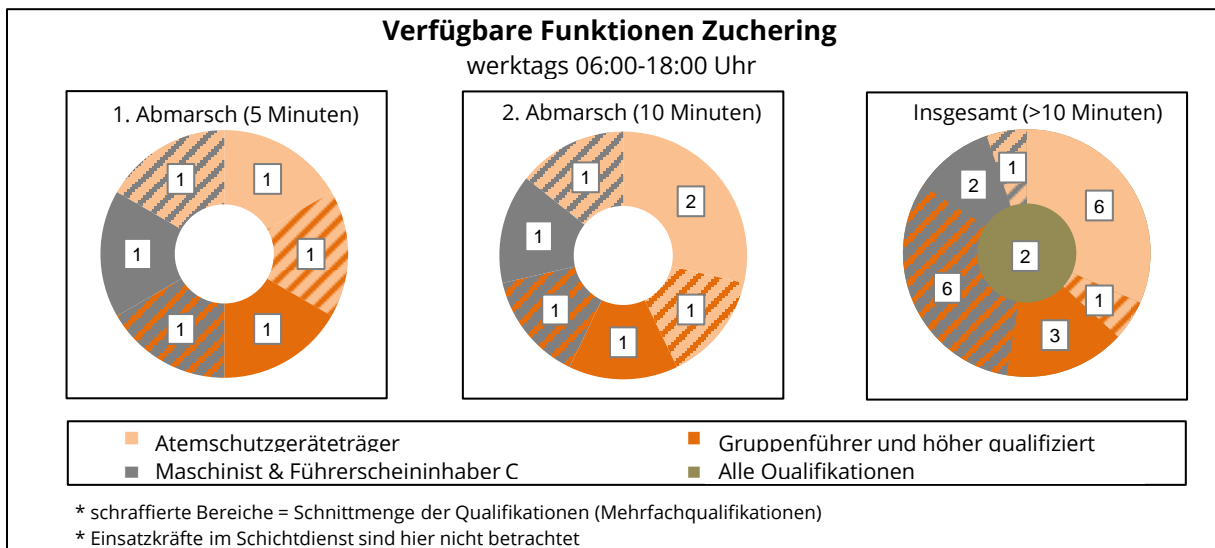 Verfügbare Funktionen Zuchering
werktags 06:00-18:00 Uhr
1. Abmarsch (5 Minuten)
1
1
1
1
1
1
2. Abmarsch (10 Minuten)
1
2
1
1
1
1
Insgesamt (>10 Minuten)
1
2
6
2
6
1
3
Atemschutzgeräteträger
Gruppenführer und höher qualifiziert
Maschinist & Führerscheininhaber C
Alle Qualifikationen
* schraffierte Bereiche = Schnittmenge der Qualifikationen (Mehrfachqualifikationen)
* Einsatzkräfte im Schichtdienst sind hier nicht betrachtet